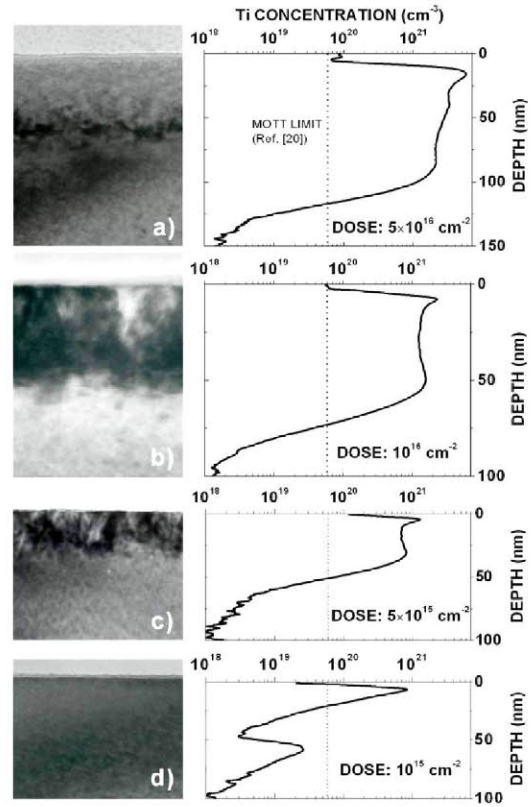 Ti CONCENTRATION (cm⁻³)
10¹⁸ 10¹⁹ 10²⁰ 10²¹
0
50
100
150
DEPTH (nm)
MOTT LIMIT
(Ref. [20])
DOSE: 5×10¹⁶ cm⁻²
a)
10¹⁸ 10¹⁹ 10²⁰ 10²¹
0
50
100
DEPTH (nm)
DOSE: 10¹⁶ cm⁻²
b)
10¹⁸ 10¹⁹ 10²⁰ 10²¹
0
50
100
DEPTH (nm)
DOSE: 5×10¹⁵ cm⁻²
c)
10¹⁸ 10¹⁹ 10²⁰ 10²¹
0
50
100
DEPTH (nm)
DOSE: 10¹⁵ cm⁻²
d)